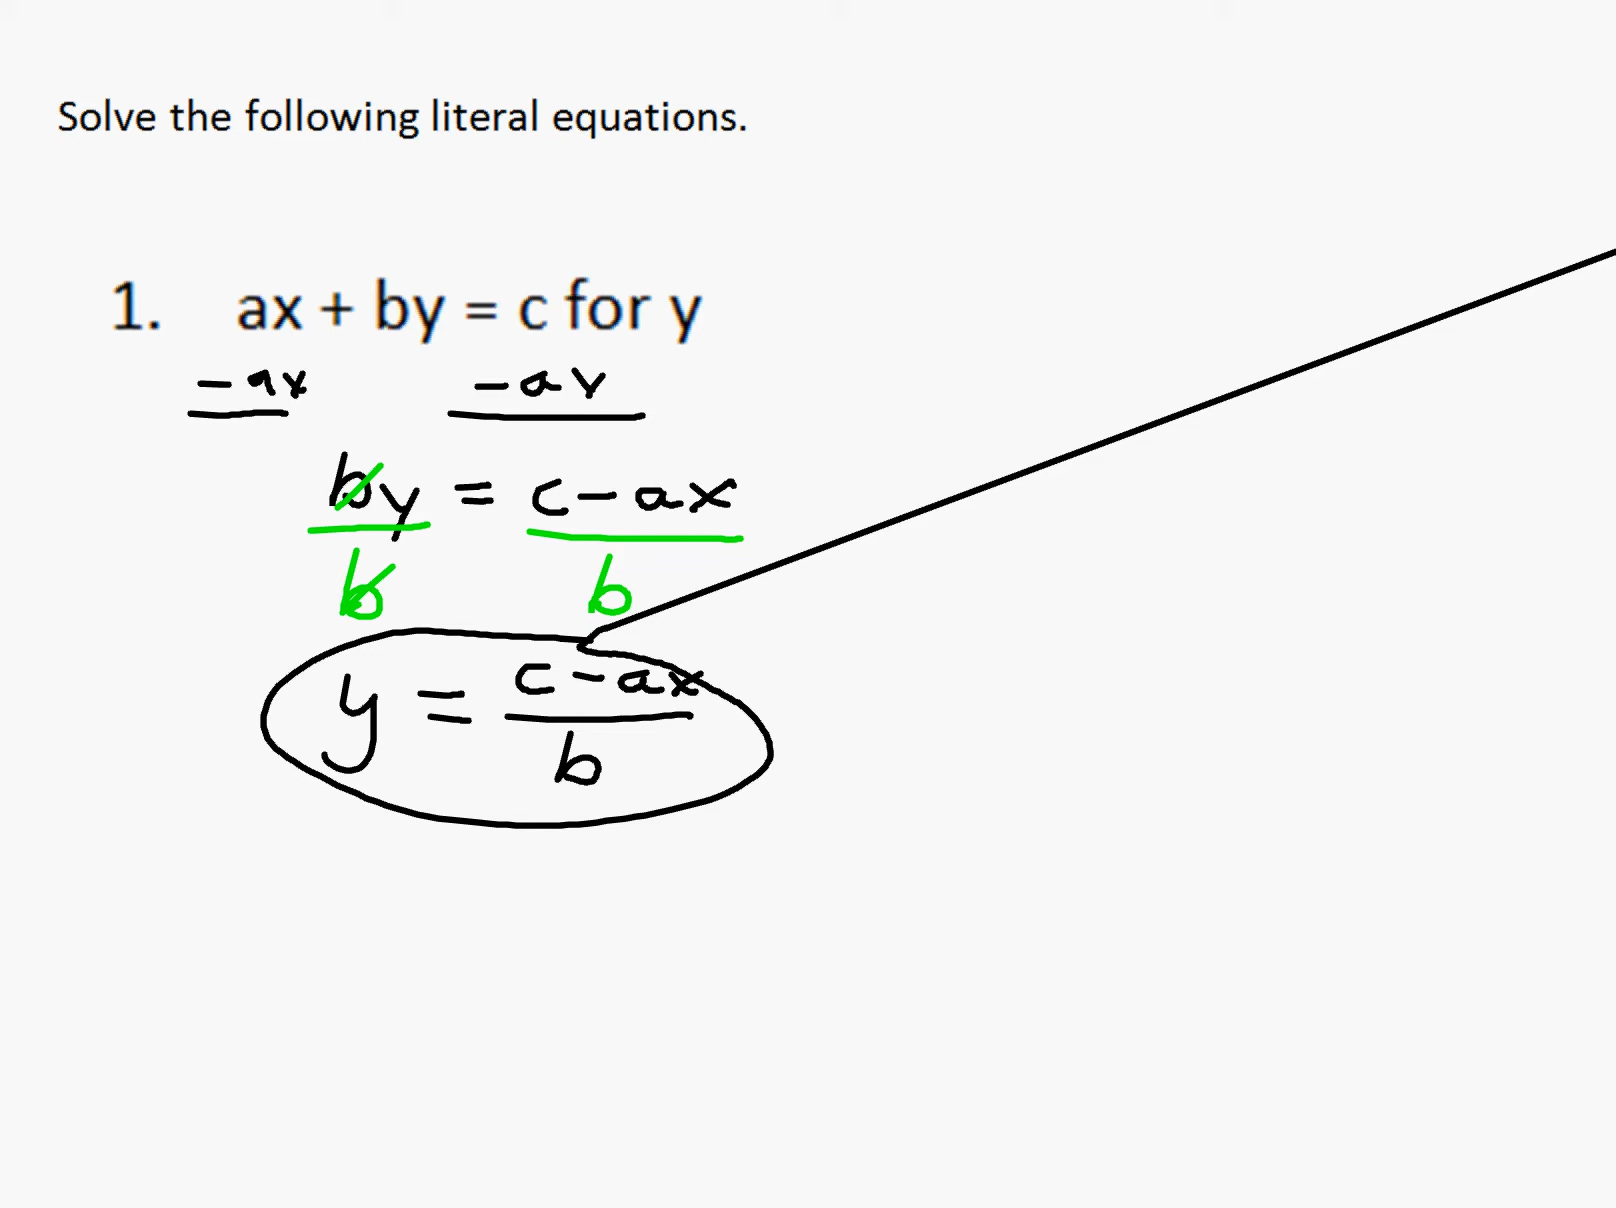 Solve the following literal equations.
1. ax + by = c for y
-ax -ax
by = c - ax
b b
y = c - ax
b